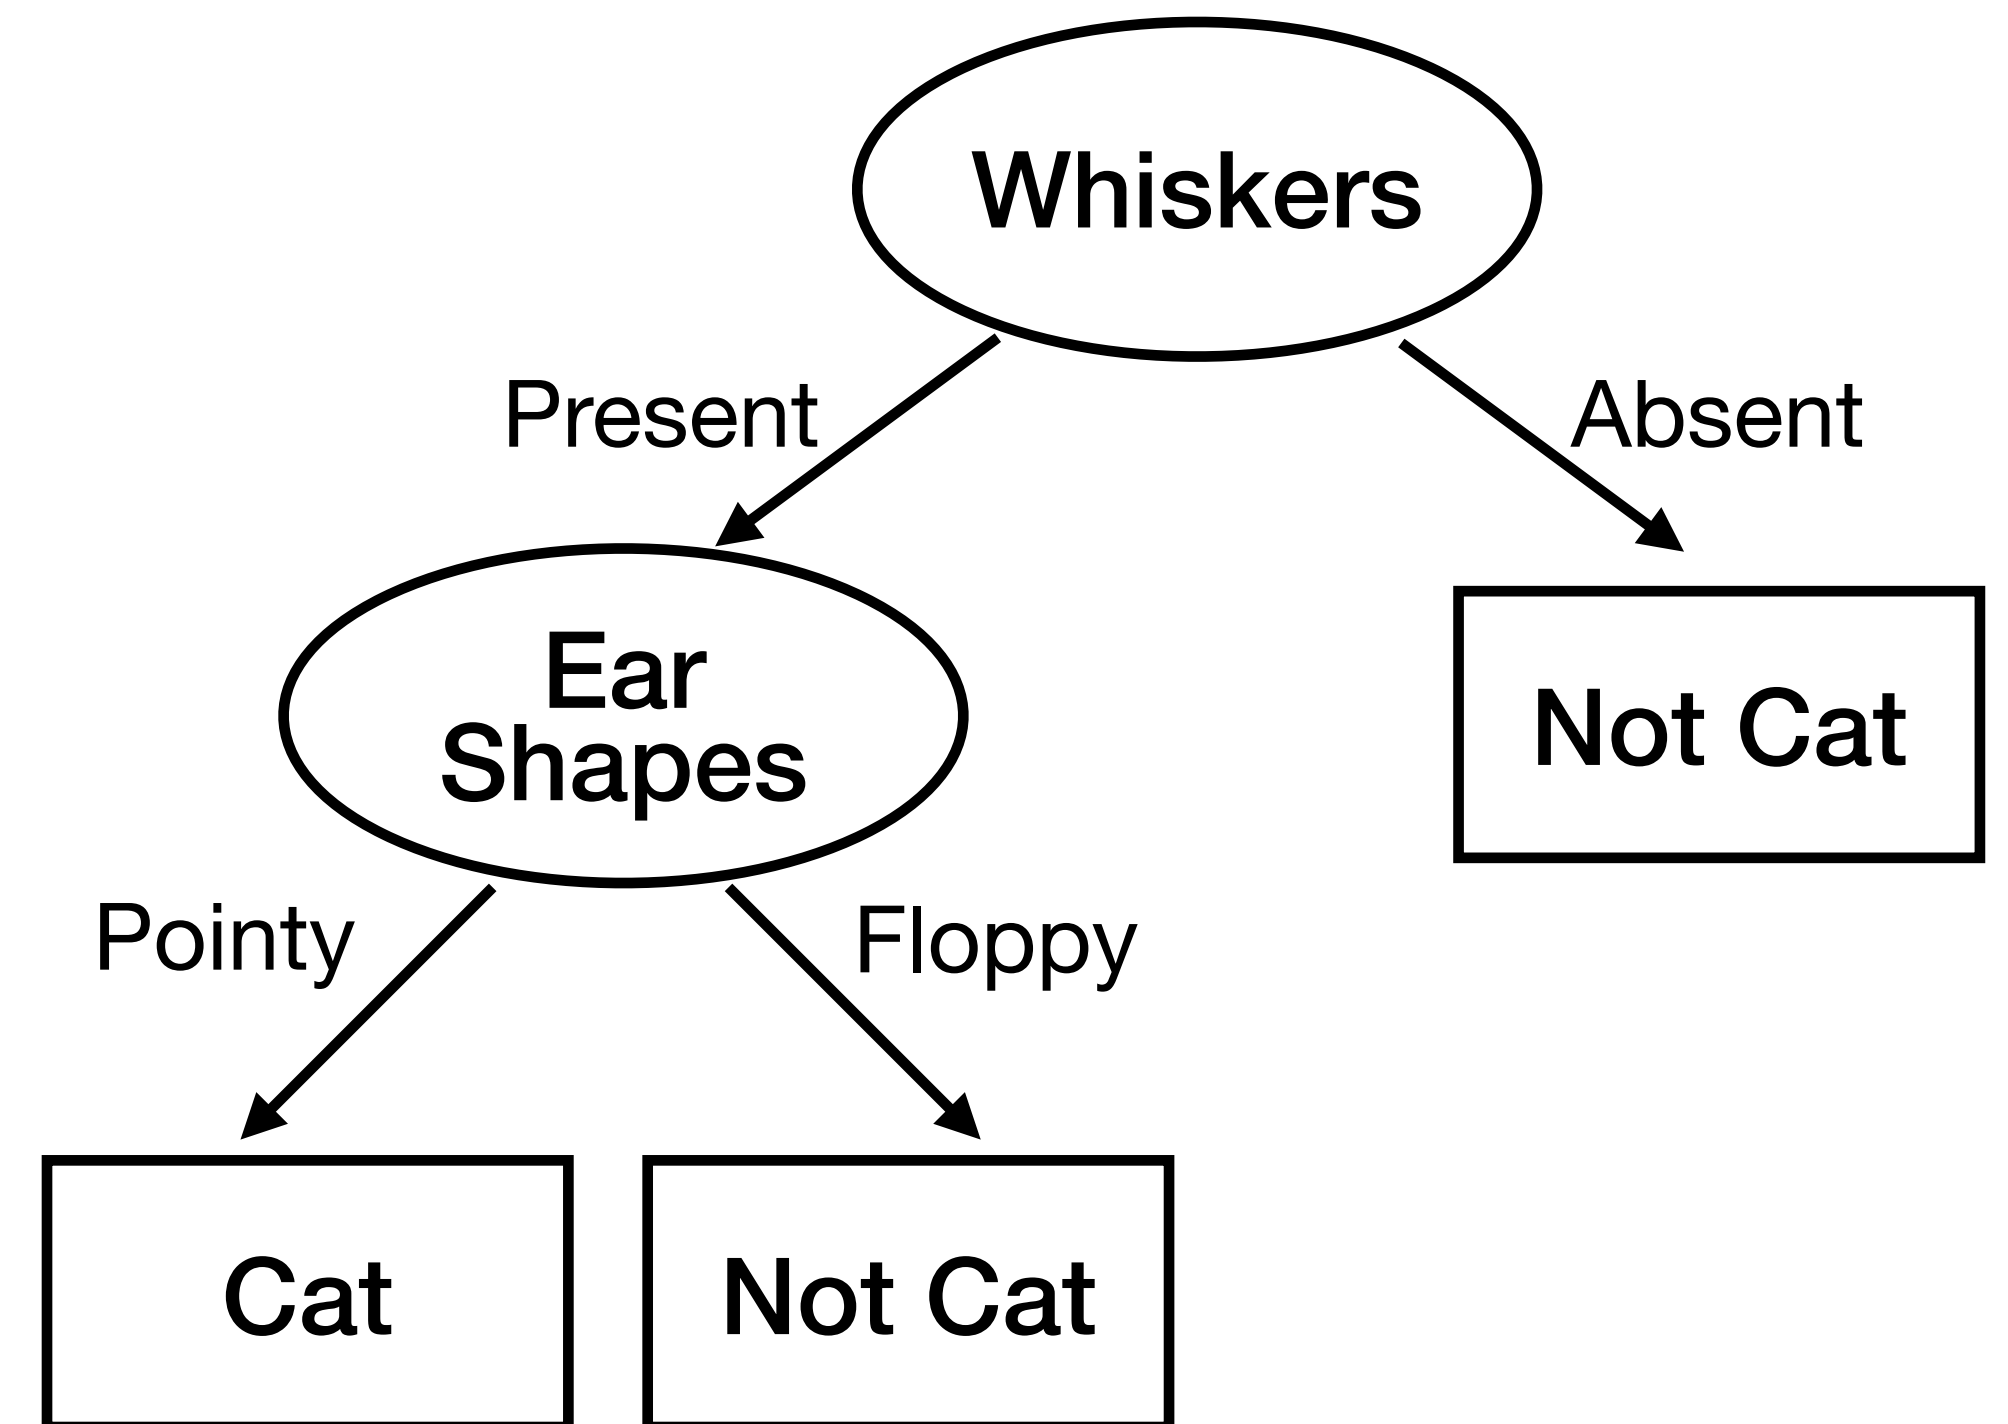 Whiskers
Present
Absent
Ear
Shapes
Not Cat
Pointy
Floppy
Cat
Not Cat